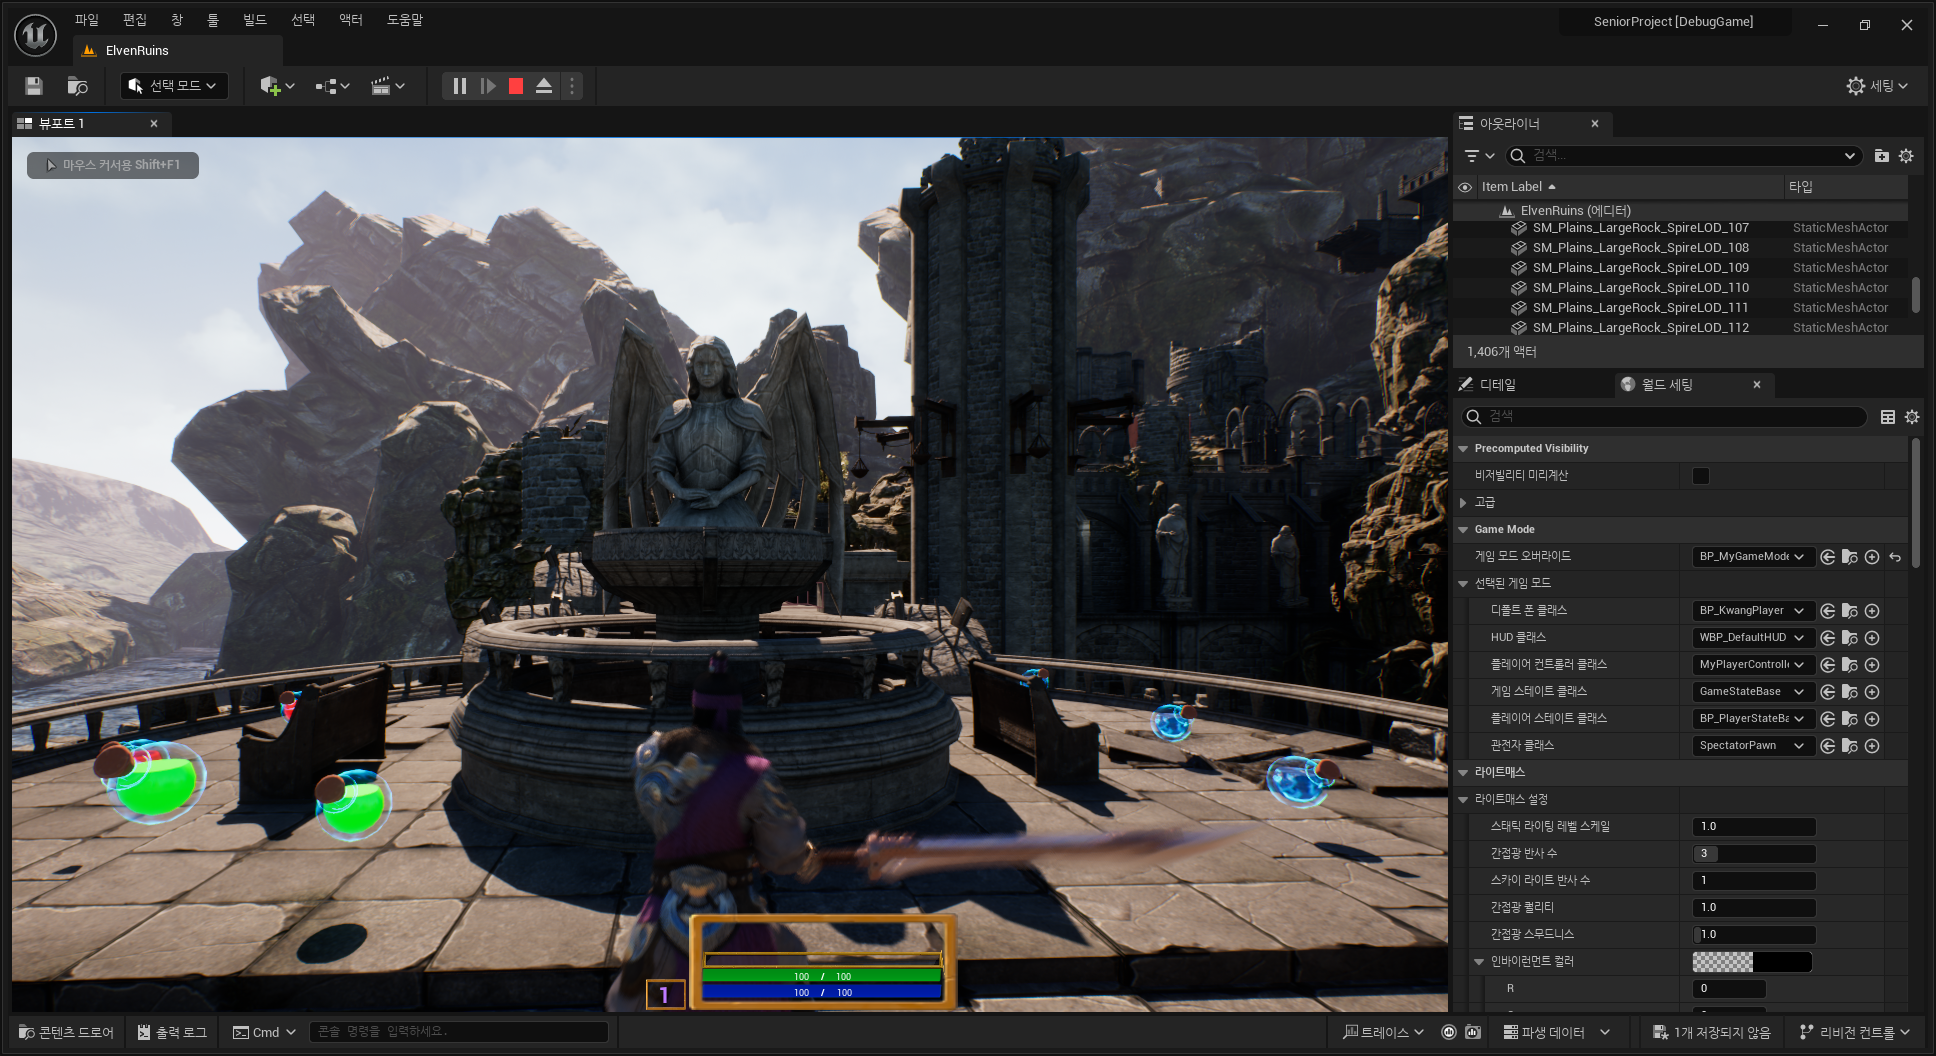 파일 편집 창 툴 빌드 선택 액터 도움말
SeniorProject [DebugGame]
ElvenRuins
선택 모드
세팅
뷰포트 1
마우스 커서용 Shift+F1
아웃라이너
검색...
Item Label 타입
ElvenRuins (에디터)
SM_Plains_LargeRock_SpireLOD_107 StaticMeshActor
SM_Plains_LargeRock_SpireLOD_108 StaticMeshActor
SM_Plains_LargeRock_SpireLOD_109 StaticMeshActor
SM_Plains_LargeRock_SpireLOD_110 StaticMeshActor
SM_Plains_LargeRock_SpireLOD_111 StaticMeshActor
SM_Plains_LargeRock_SpireLOD_112 StaticMeshActor
1,406개 액터
디테일 월드 세팅
검색
Precomputed Visibility
비저빌리티 미리계산
고급
Game Mode
게임 모드 오버라이드 BP_MyGameMode
선택된 게임 모드
디폴트 폰 클래스 BP_KwangPlayer
HUD 클래스 WBP_DefaultHUD
플레이어 컨트롤러 클래스 MyPlayerControlle
게임 스테이트 클래스 GameStateBase
플레이어 스테이트 클래스 BP_PlayerStateBa
관전자 클래스 SpectatorPawn
라이트매스
라이트매스 설정
스태틱 라이팅 레벨 스케일 1.0
간접광 반사 수 3
스카이 라이트 반사 수 1
간접광 퀄리티 1.0
간접광 스무드니스 1.0
인바이런먼트 컬러
R 0
100 / 100
100 / 100
1
콘텐츠 드로어 출력 로그 Cmd 콘솔 명령을 입력하세요. 트레이스 파생 데이터 1개 저장되지 않음 리비전 컨트롤